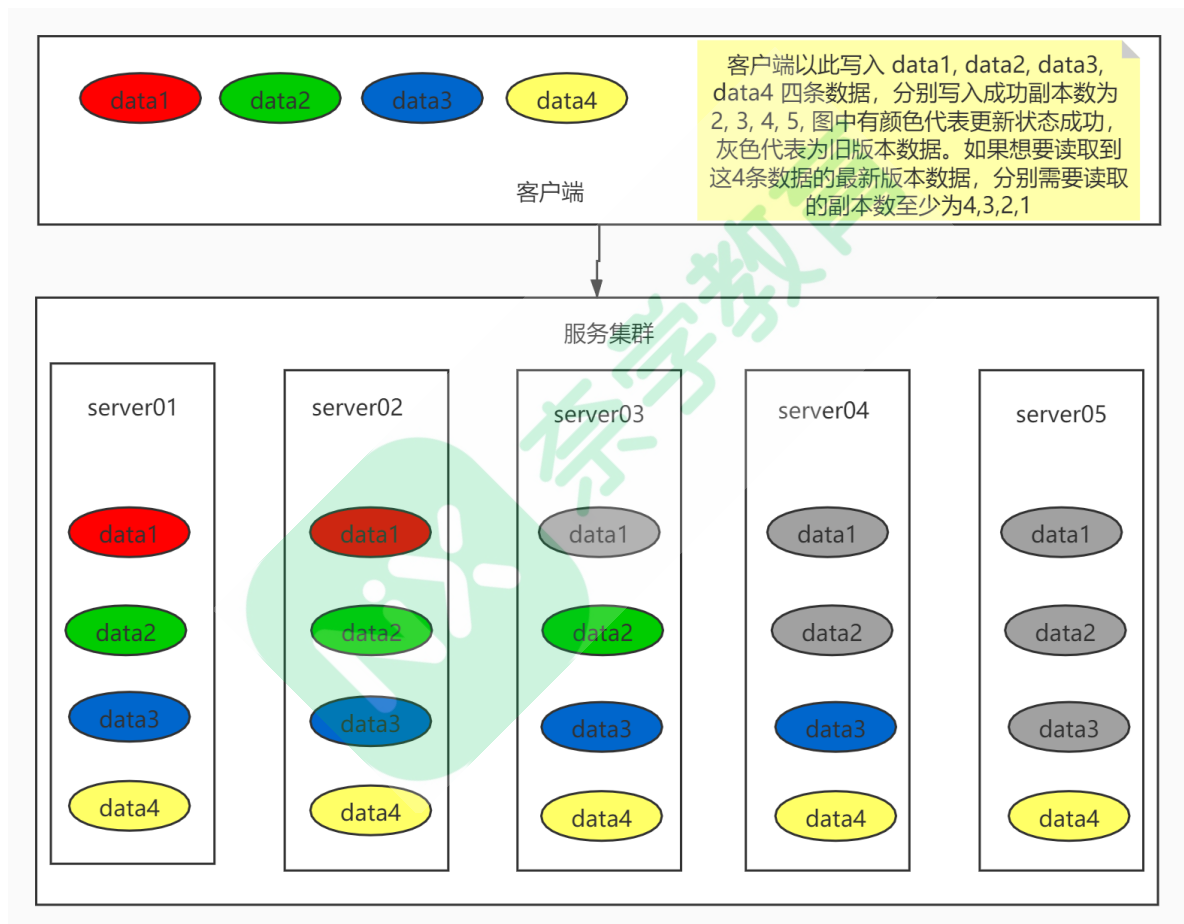 data1 data2 data3 data4
客户端以此写入 data1, data2, data3,
data4 四条数据，分别写入成功副本数为
2, 3, 4, 5, 图中有颜色代表更新状态成功，
灰色代表为旧版本数据。如果想要读取到
这4条数据的最新版本数据，分别需要读取
的副本数至少为4,3,2,1
客户端
服务集群
server01 server02 server03 server04 server05
data1 data1 data1 data1 data1
data2 data2 data2 data2 data2
data3 data3 data3 data3 data3
data4 data4 data4 data4 data4
奈学教育